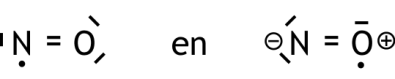 N = O en ⊖N = O⊕